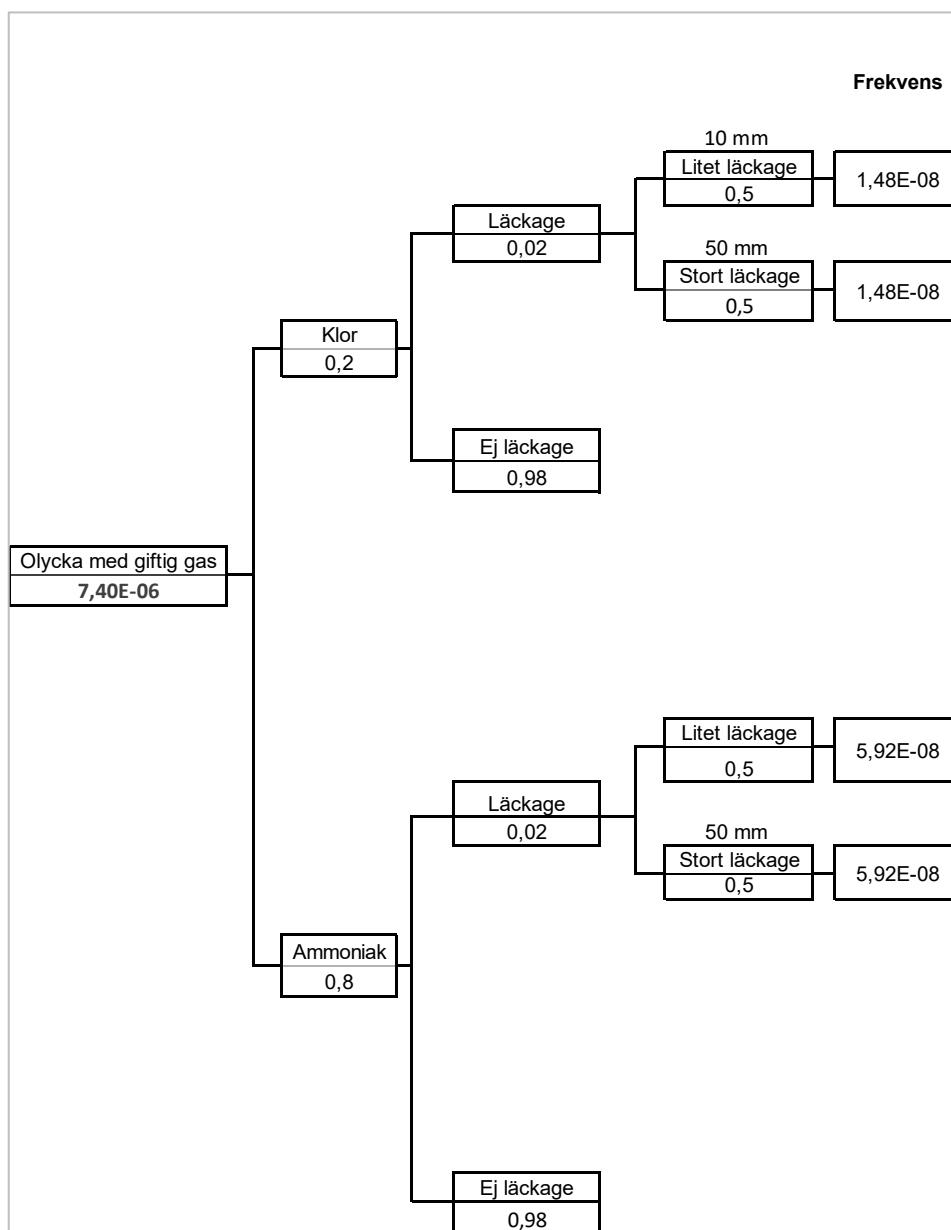 Frekvens
10 mm
Litet läckage
0,5
1,48E-08
Läckage
0,02
50 mm
Stort läckage
0,5
1,48E-08
Klor
0,2
Ej läckage
0,98
Olycka med giftig gas
7,40E-06
Litet läckage
0,5
5,92E-08
Läckage
0,02
50 mm
Stort läckage
0,5
5,92E-08
Ammoniak
0,8
Ej läckage
0,98